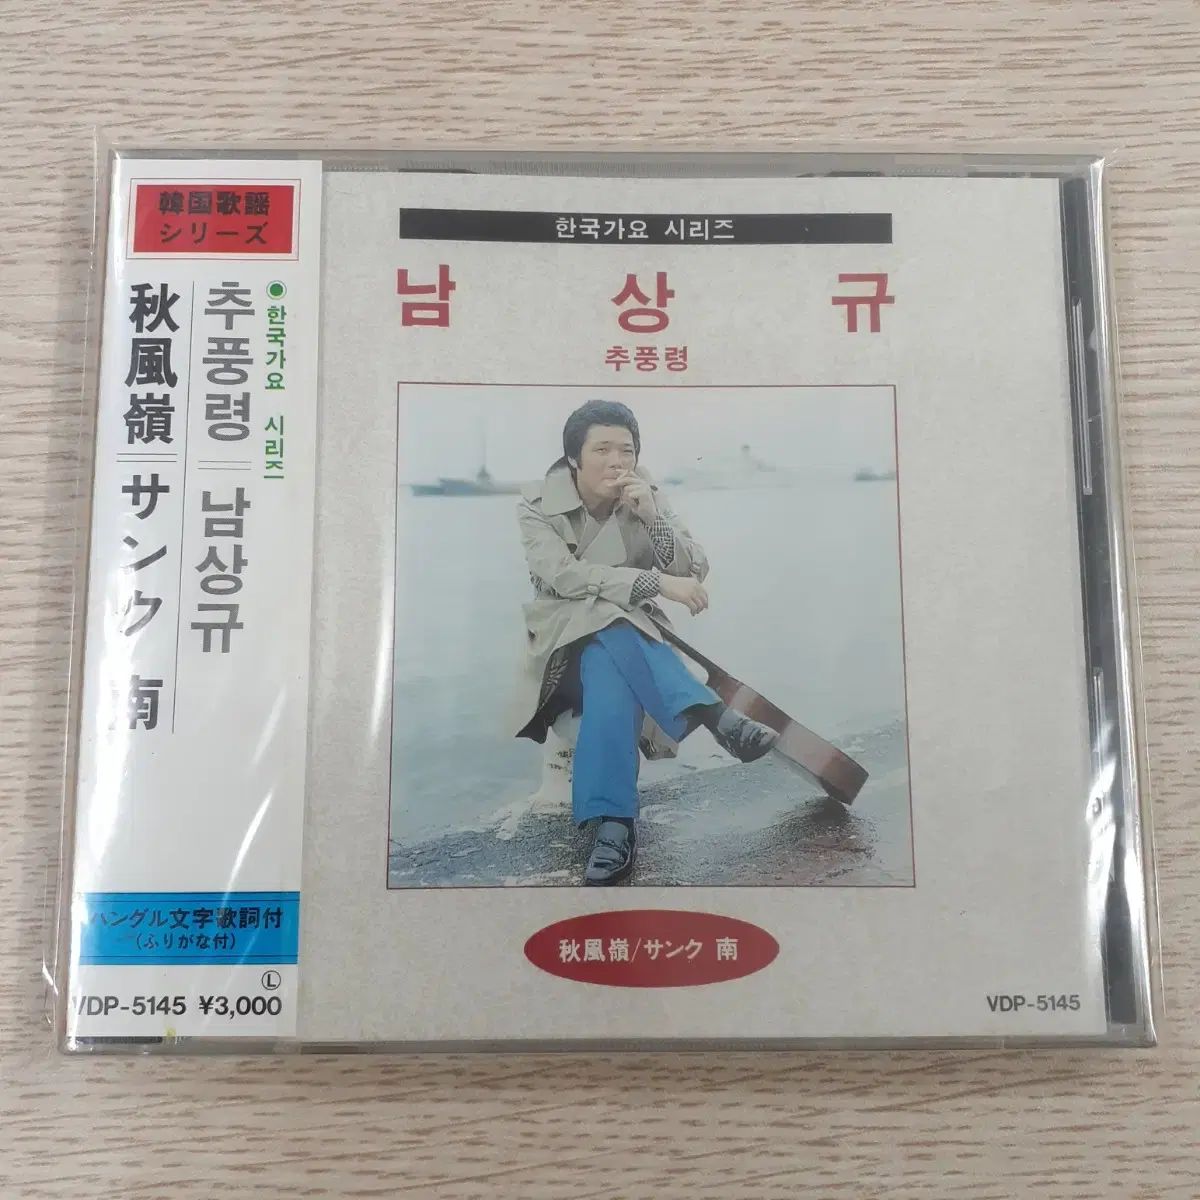 韓国歌謡
シリーズ
한국가요 시리즈
추풍령 남상규
秋風嶺 サンク 南
ハングル文字歌詞付
(ふりがな付)
Ⓛ
VDP-5145 ¥3,000
한국가요 시리즈
남 상 규
추풍령
秋風嶺/サンク 南
VDP-5145